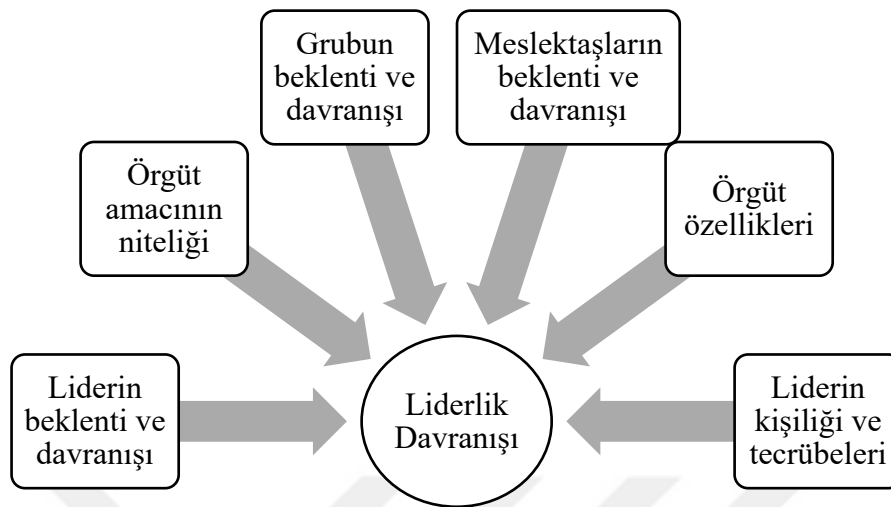 Grubun
beklenti ve
davranışı
Meslektaşların
beklenti ve
davranışı
Örgüt
amacının
niteliği
Örgüt
özellikleri
Liderin
beklenti ve
davranışı
Liderlik
Davranışı
Liderin
kişiliği ve
tecrübeleri